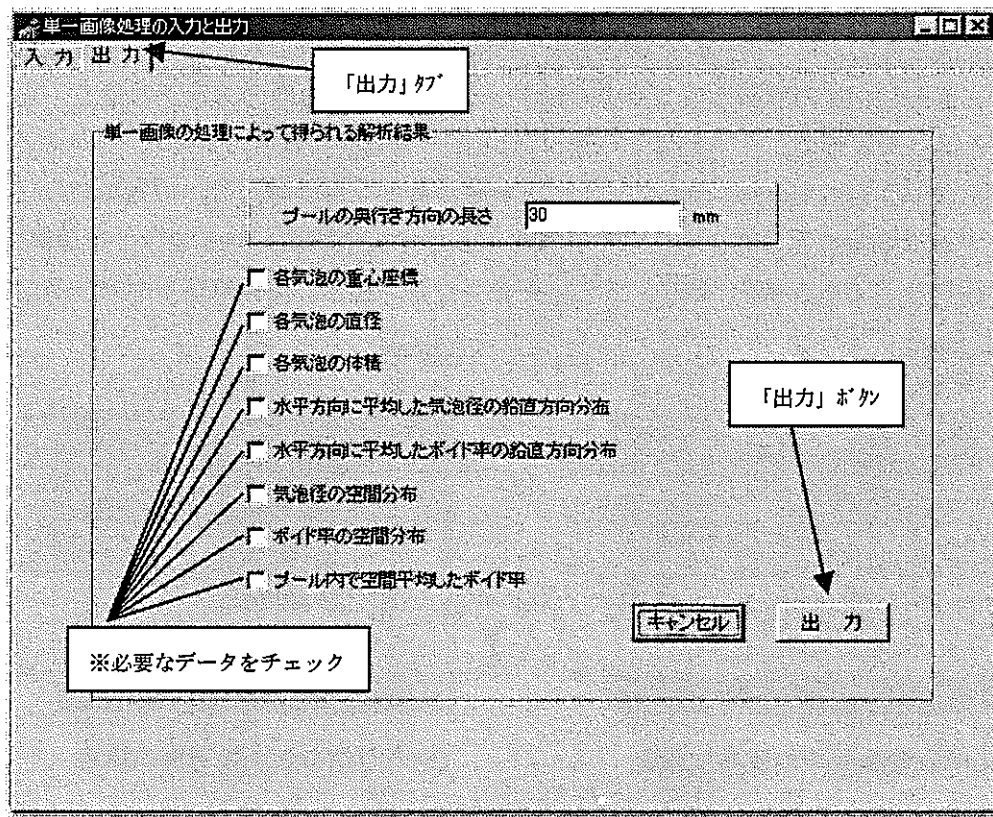 単一画像処理の入力と出力
入 力 出 力
「出力」ﾀﾌﾞ
単一画像の処理によって得られる解析結果
プールの奥行き方向の長さ 30 mm
各気泡の重心座標
各気泡の直径
各気泡の体積
水平方向に平均した気泡径の鉛直方向分布
水平方向に平均したボイド率の鉛直方向分布
気泡径の空間分布
ボイド率の空間分布
プール内で空間平均したボイド率
「出力」ﾎﾞﾀﾝ
キャンセル 出 力
※必要なデータをチェック